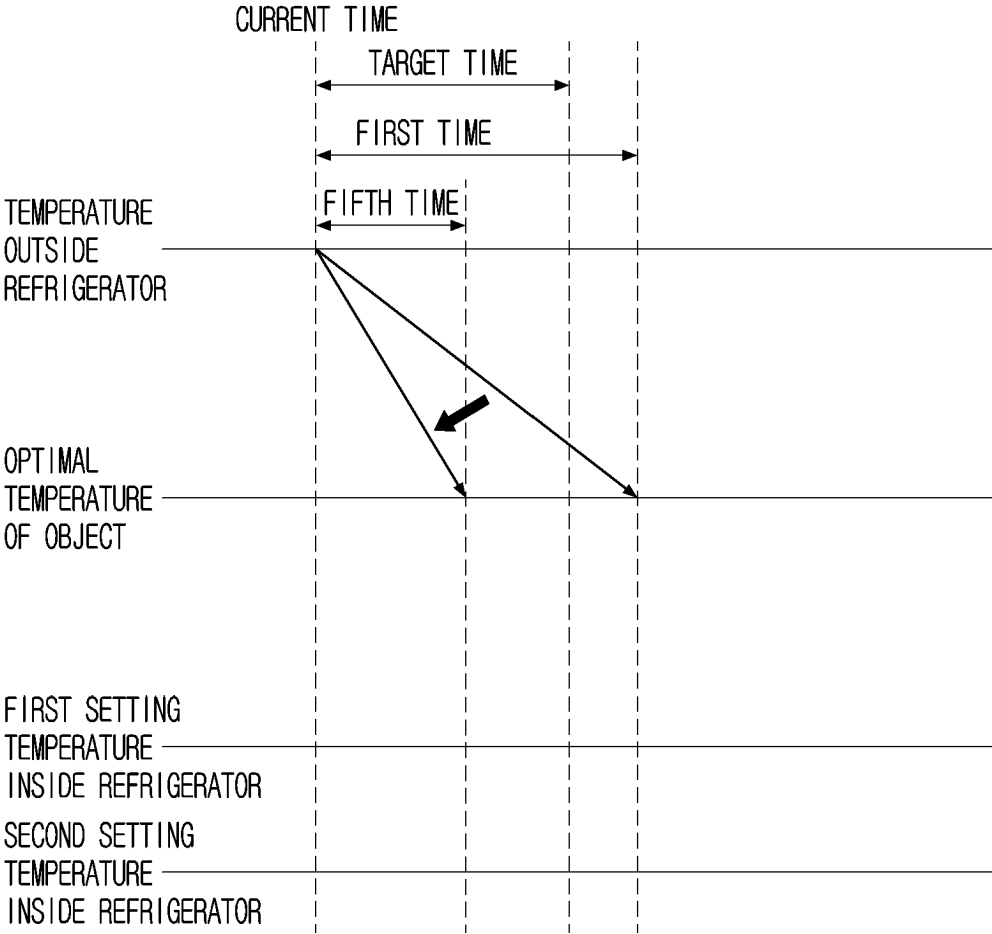 CURRENT TIME
TARGET TIME
FIRST TIME
FIFTH TIME
TEMPERATURE
OUTSIDE
REFRIGERATOR
OPTIMAL
TEMPERATURE
OF OBJECT
FIRST SETTING
TEMPERATURE
INSIDE REFRIGERATOR
SECOND SETTING
TEMPERATURE
INSIDE REFRIGERATOR